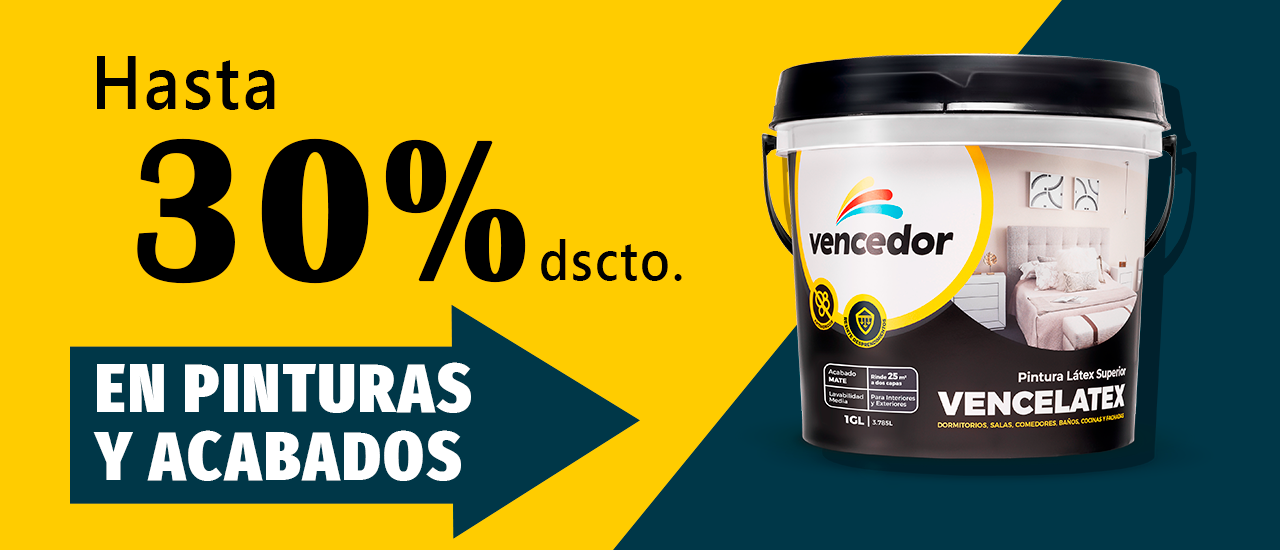 Hasta
30% dscto.
EN PINTURAS
Y ACABADOS
vencedor
Acabado
MATE
Rinde 25 m²
a dos capas
Lavabilidad
Media
Para Interiores
y Exteriores
1GL | 3.785L
Pintura Látex Superior
VENCELATEX
DORMITORIOS, SALAS, COMEDORES, BAÑOS, COCINAS Y FACHADAS